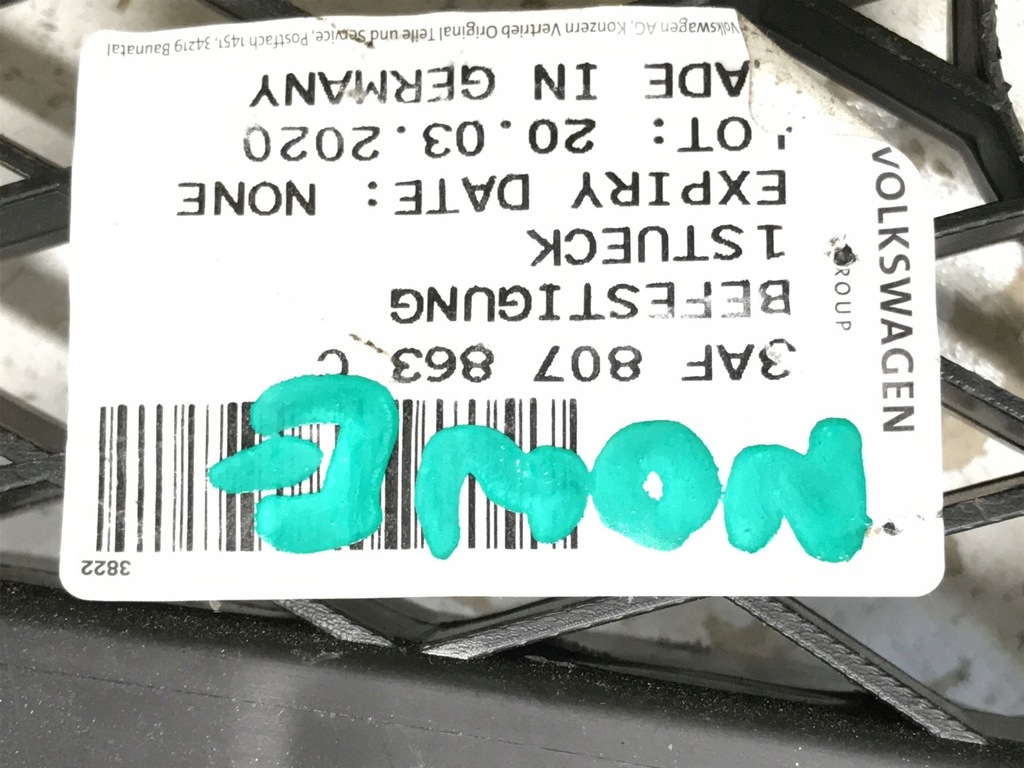 3822
NONE
3AF 807 863 C
BEFESTIGUNG
1STUECK
EXPIRY DATE: NONE
OT: 20.03.2020
ADE IN GERMANY
Volkswagen AG, Konzern Vertrieb Original Teile und Service, Postfach 1451, 34219 Baunatal
VOLKSWAGEN
ROUP